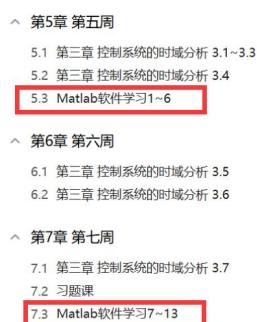 第5章 第五周
5.1 第三章 控制系统的时域分析 3.1~3.3
5.2 第三章 控制系统的时域分析 3.4
5.3 Matlab软件学习1~6
第6章 第六周
6.1 第三章 控制系统的时域分析 3.5
6.2 第三章 控制系统的时域分析 3.6
第7章 第七周
7.1 第三章 控制系统的时域分析 3.7
7.2 习题课
7.3 Matlab软件学习7~13